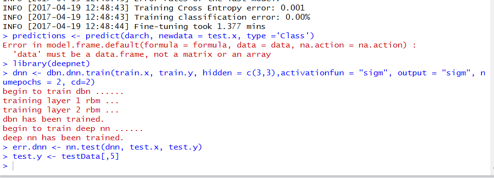 INFO [2017-04-19 12:48:43] Training Cross Entropy error: 0.001
INFO [2017-04-19 12:48:43] Training classification error: 0.00%
INFO [2017-04-19 12:48:44] Fine-tuning took 1.377 mins
> predictions <- predict(darch, newdata = test.x, type ='Class')
Error in model.frame.default(formula = formula, data = data, na.action = na.action) :
'data' must be a data.frame, not a matrix or an array
> library(deepnet)
> dnn <- dbn.dnn.train(train.x, train.y, hidden = c(3,3),activationfun = "sigm", output = "sigm", n
umepochs = 2, cd=2)
begin to train dbn ......
training layer 1 rbm ...
training layer 2 rbm ...
dbn has been trained.
begin to train deep nn ......
deep nn has been trained.
> err.dnn <- nn.test(dnn, test.x, test.y)
> test.y <- testData[,5]
>